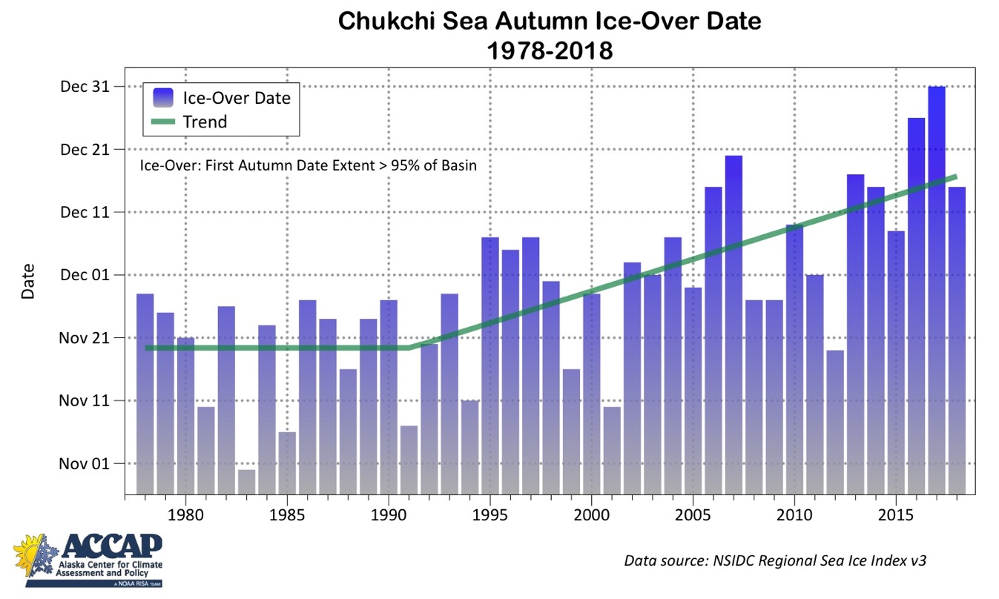 Chukchi Sea Autumn Ice-Over Date
1978-2018
Dec 31
Dec 21
Dec 11
Dec 01
Nov 21
Nov 11
Nov 01
Date
Ice-Over Date
Trend
Ice-Over: First Autumn Date Extent > 95% of Basin
1980 1985 1990 1995 2000 2005 2010 2015
ACCAP
Alaska Center for Climate
Assessment and Policy
A NOAA RISA TEAM
Data source: NSIDC Regional Sea Ice Index v3